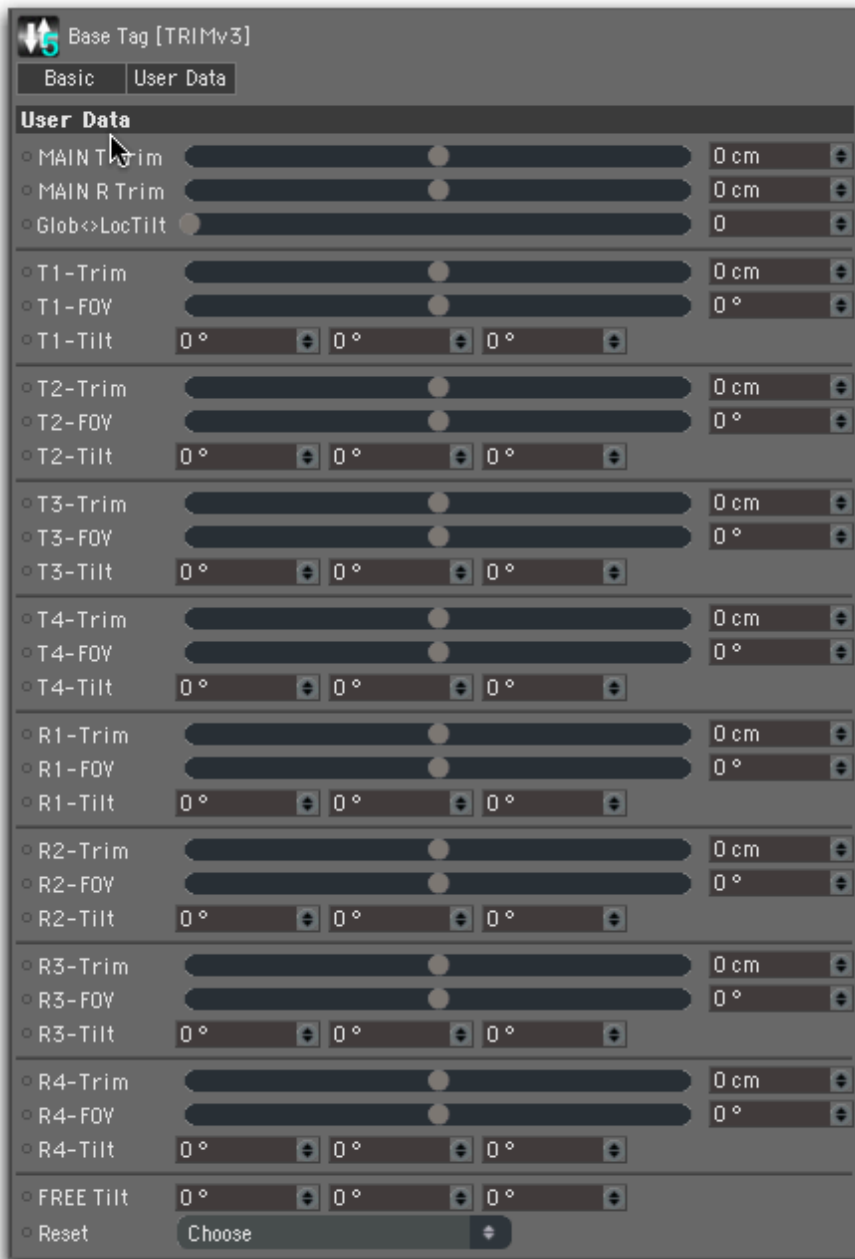 5 Base Tag [TRIMv3]
Basic User Data
User Data
MAIN T Trim 0 cm
MAIN R Trim 0 cm
Glob<>LocTilt 0
T1-Trim 0 cm
T1-FOV 0 °
T1-Tilt 0 ° 0 ° 0 °
T2-Trim 0 cm
T2-FOV 0 °
T2-Tilt 0 ° 0 ° 0 °
T3-Trim 0 cm
T3-FOV 0 °
T3-Tilt 0 ° 0 ° 0 °
T4-Trim 0 cm
T4-FOV 0 °
T4-Tilt 0 ° 0 ° 0 °
R1-Trim 0 cm
R1-FOV 0 °
R1-Tilt 0 ° 0 ° 0 °
R2-Trim 0 cm
R2-FOV 0 °
R2-Tilt 0 ° 0 ° 0 °
R3-Trim 0 cm
R3-FOV 0 °
R3-Tilt 0 ° 0 ° 0 °
R4-Trim 0 cm
R4-FOV 0 °
R4-Tilt 0 ° 0 ° 0 °
FREE Tilt 0 ° 0 ° 0 °
Reset Choose